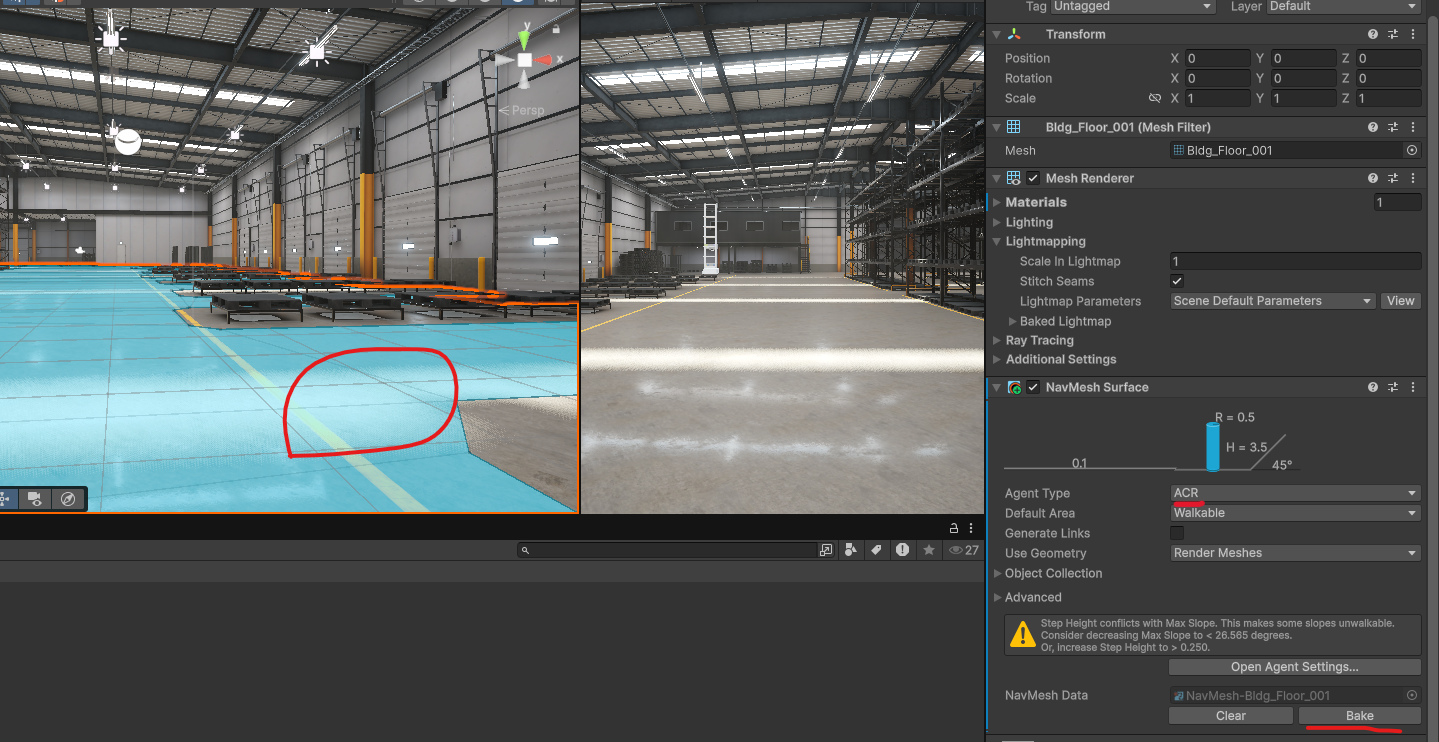 Tag Untagged Layer Default
Transform
Position X 0 Y 0 Z 0
Rotation X 0 Y 0 Z 0
Scale X 1 Y 1 Z 1
Bldg_Floor_001 (Mesh Filter)
Mesh Bldg_Floor_001
Mesh Renderer
Materials 1
Lighting
Lightmapping
Scale In Lightmap 1
Stitch Seams
Lightmap Parameters Scene Default Parameters View
Baked Lightmap
Ray Tracing
Additional Settings
NavMesh Surface
R = 0.5
H = 3.5
0.1 45°
Agent Type ACR
Default Area Walkable
Generate Links
Use Geometry Render Meshes
Object Collection
Advanced
Step Height conflicts with Max Slope. This makes some slopes unwalkable.
Consider decreasing Max Slope to < 26.565 degrees.
Or, increase Step Height to > 0.250.
Open Agent Settings...
NavMesh Data NavMesh-Bldg_Floor_001
Clear Bake
y
x
Persp
27